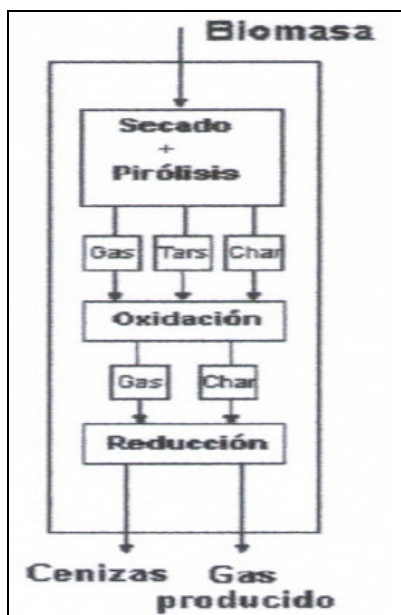 Biomasa
Secado
+
Pirólisis
Gas Tars Char
Oxidación
Gas Char
Reducción
Cenizas Gas
producido